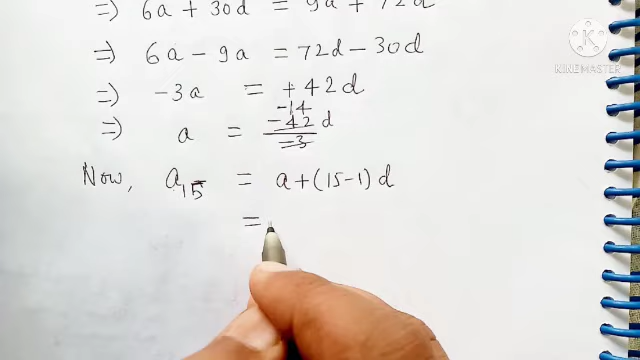 ⇒ 6a + 30d = 9a + 72d
⇒ 6a - 9a = 72d - 30d
⇒ -3a = +42d
-14
⇒ a = -42 d
-3
Now, a15 = a + (15-1) d
=
K
KINEMASTER